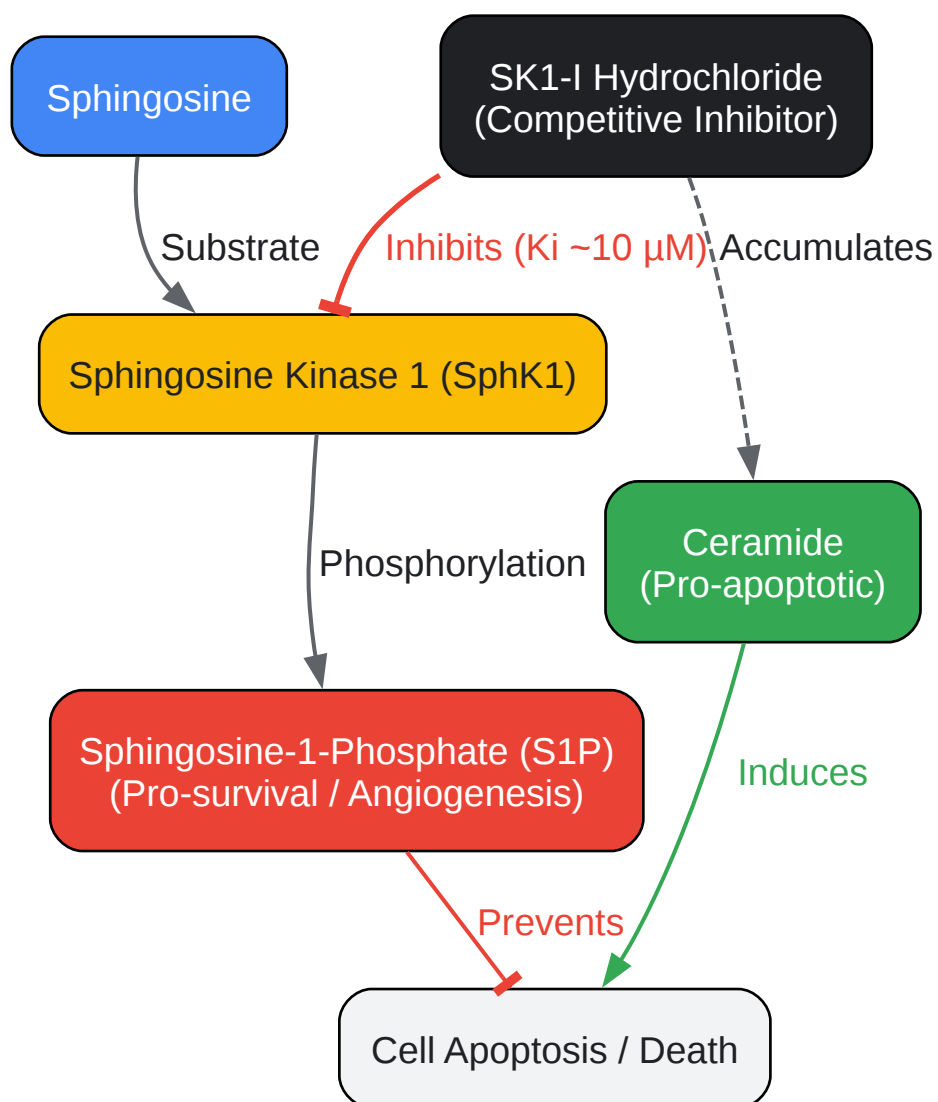 Sphingosine
SK1-I Hydrochloride
(Competitive Inhibitor)
Substrate
Inhibits (Ki ~10 µM)
Accumulates
Sphingosine Kinase 1 (SphK1)
Phosphorylation
Ceramide
(Pro-apoptotic)
Sphingosine-1-Phosphate (S1P)
(Pro-survival / Angiogenesis)
Induces
Prevents
Cell Apoptosis / Death